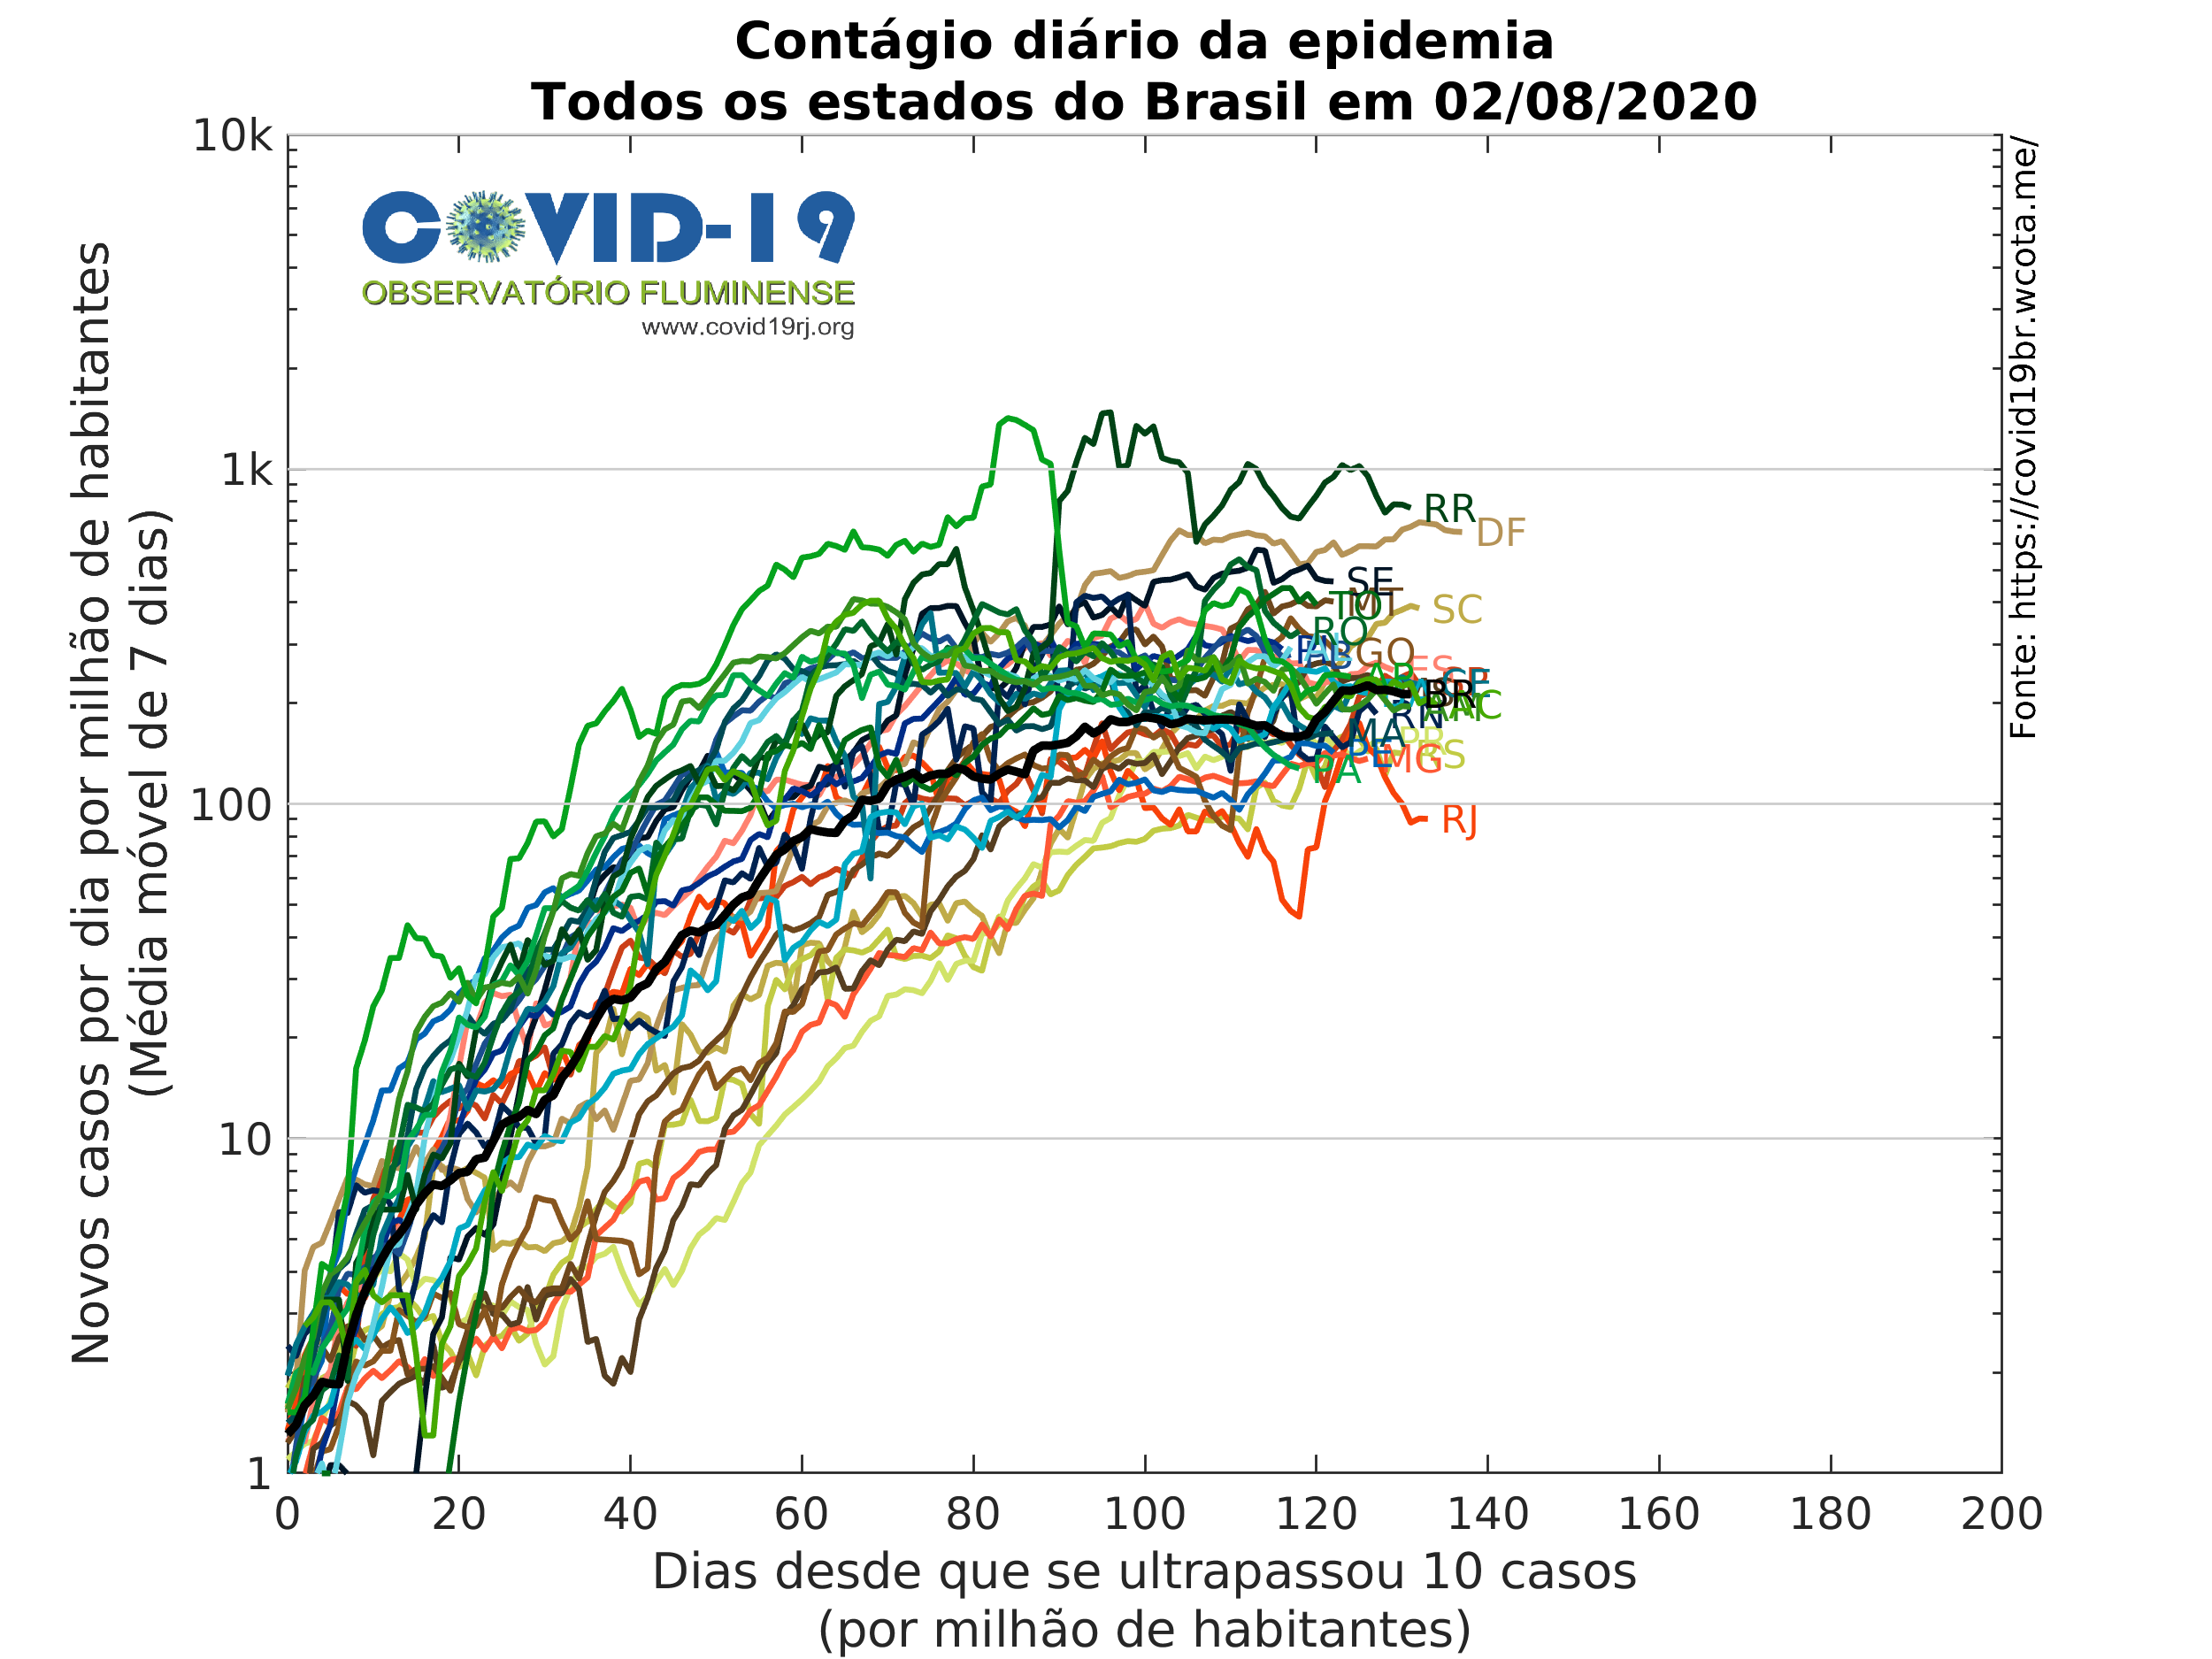 Contágio diário da epidemia
Todos os estados do Brasil em 02/08/2020
10k
1k
100
10
1
Novos casos por dia por milhão de habitantes
(Média móvel de 7 dias)
COVID-19
OBSERVATÓRIO FLUMINENSE
www.covid19rj.org
Fonte: https://covid19br.wcota.me/
RR
DF
SE
MT
TO
SC
RO
GO
ES
BR
AC
RN
MA
RS
PE
MG
PA
RJ
0 20 40 60 80 100 120 140 160 180 200
Dias desde que se ultrapassou 10 casos
(por milhão de habitantes)